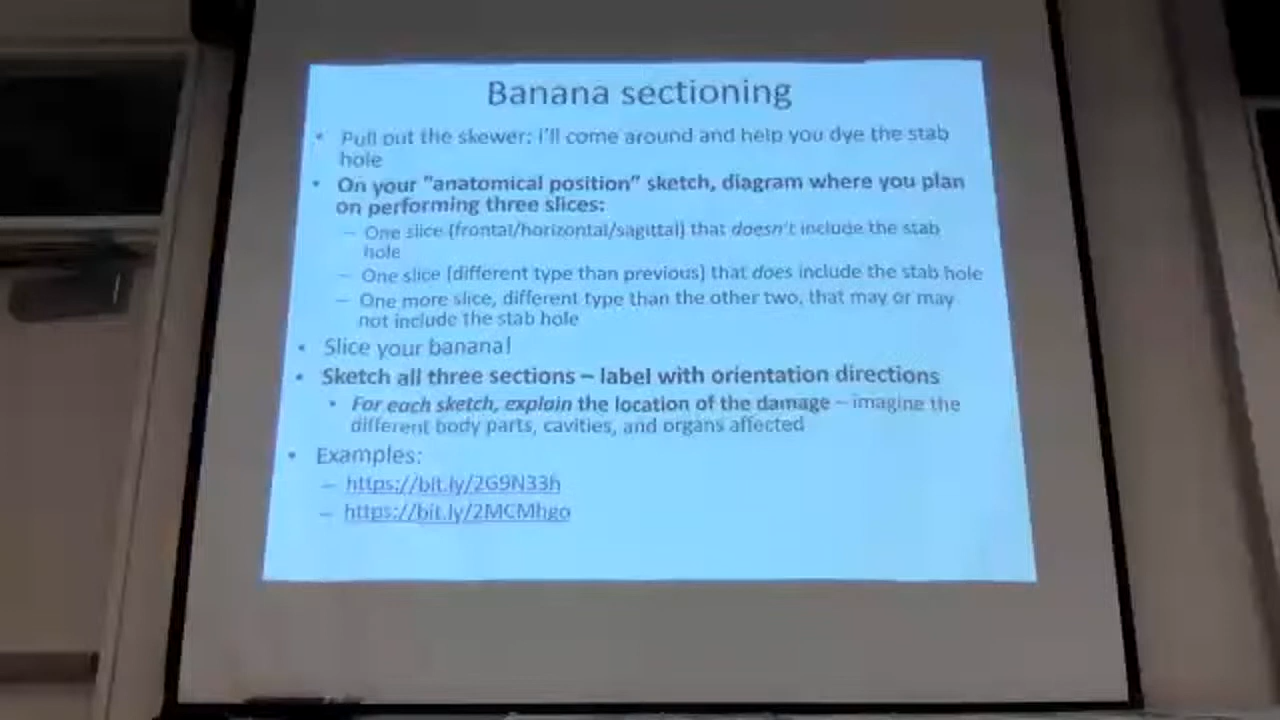 Banana sectioning
• Pull out the skewer: i'll come around and help you dye the stab
hole
• On your "anatomical position" sketch, diagram where you plan
on performing three slices:
– One slice (frontal/horizontal/sagittal) that doesn't include the stab
hole
– One slice (different type than previous) that does include the stab hole
– One more slice, different type than the other two, that may or may
not include the stab hole
• Slice your banana!
• Sketch all three sections – label with orientation directions
• For each sketch, explain the location of the damage – imagine the
different body parts, cavities, and organs affected
• Examples:
– https://bit.ly/2G9N33h
– https://bit.ly/2MCMhgo